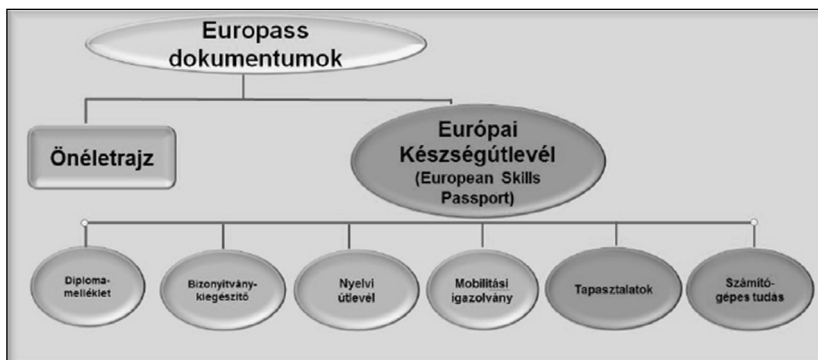 Europass
dokumentumok
Önéletrajz
Európai
Készségútlevél
(European Skills
Passport)
Diploma-
melléklet
Bizonyítvány-
kiegészítő
Nyelvi
útlevél
Mobilitási
igazolvány
Tapasztalatok
Számító-
gépes tudás